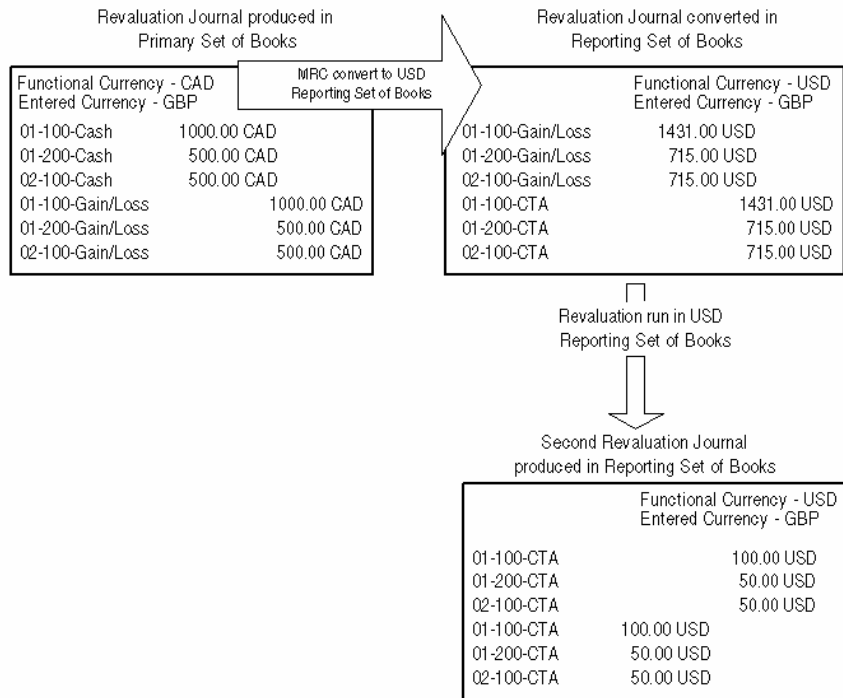 Revaluation Journal produced in
Primary Set of Books
Functional Currency - CAD
Entered Currency - GBP
01-100-Cash 1000.00 CAD
01-200-Cash 500.00 CAD
02-100-Cash 500.00 CAD
01-100-Gain/Loss 1000.00 CAD
01-200-Gain/Loss 500.00 CAD
02-100-Gain/Loss 500.00 CAD
MRC convert to USD
Reporting Set of Books
Revaluation Journal converted in
Reporting Set of Books
Functional Currency - USD
Entered Currency - GBP
01-100-Gain/Loss 1431.00 USD
01-200-Gain/Loss 715.00 USD
02-100-Gain/Loss 715.00 USD
01-100-CTA 1431.00 USD
01-200-CTA 715.00 USD
02-100-CTA 715.00 USD
Revaluation run in USD
Reporting Set of Books
Second Revaluation Journal
produced in Reporting Set of Books
Functional Currency - USD
Entered Currency - GBP
01-100-CTA 100.00 USD
01-200-CTA 50.00 USD
02-100-CTA 50.00 USD
01-100-CTA 100.00 USD
01-200-CTA 50.00 USD
02-100-CTA 50.00 USD